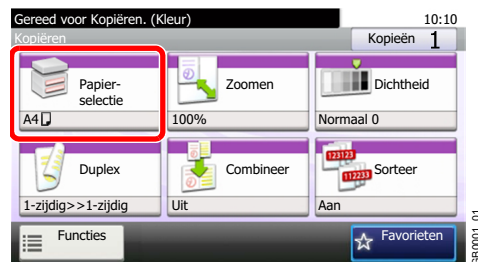 Gereed voor Kopiëren. (Kleur)
10:10
Kopiëren
Kopieën 1
Papier-
selectie
A4
Zoomen
100%
Dichtheid
Normaal 0
Duplex
1-zijdig>>1-zijdig
Combineer
Uit
123123
112233
Sorteer
Aan
Functies
Favorieten
GB0001_01